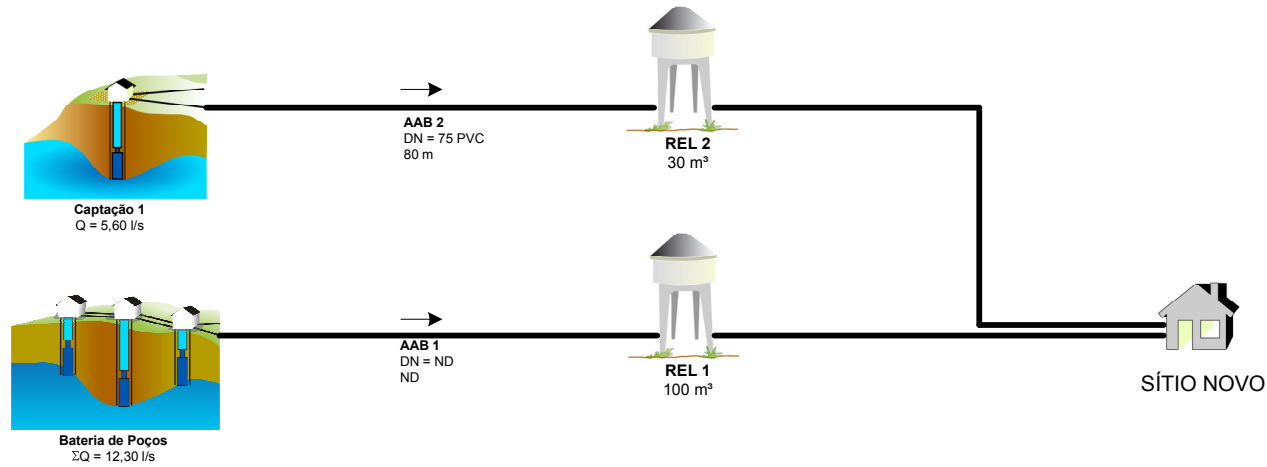 AAB 2
DN = 75 PVC
80 m
REL 2
30 m³
Captação 1
Q = 5,60 l/s
AAB 1
DN = ND
ND
REL 1
100 m³
SÍTIO NOVO
Bateria de Poços
ΣQ = 12,30 l/s